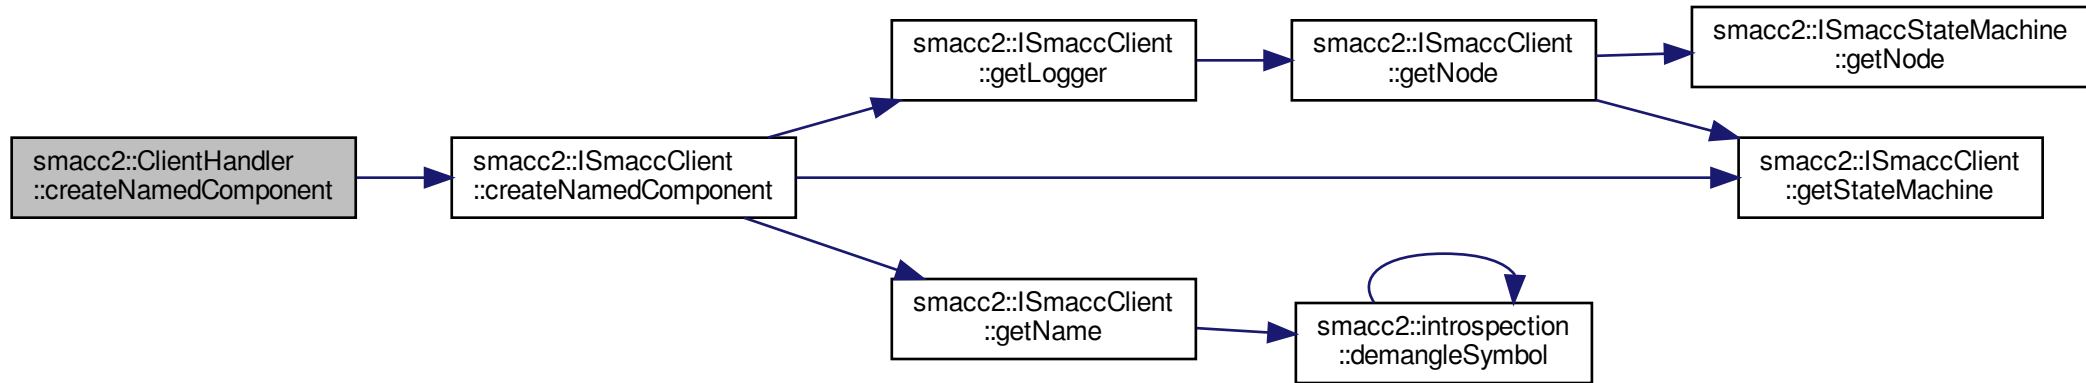 smacc2::ClientHandler
::createNamedComponent
smacc2::ISmaccClient
::createNamedComponent
smacc2::ISmaccClient
::getLogger
smacc2::ISmaccClient
::getNode
smacc2::ISmaccStateMachine
::getNode
smacc2::ISmaccClient
::getStateMachine
smacc2::ISmaccClient
::getName
smacc2::introspection
::demangleSymbol